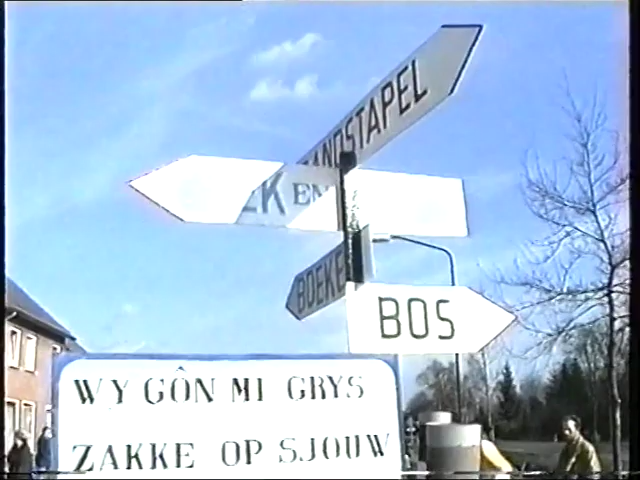 ANDSTAPEL
EK EN
BOEKE
BOS
WY GÔN MI GRYS
ZAKKE OP SJOUW